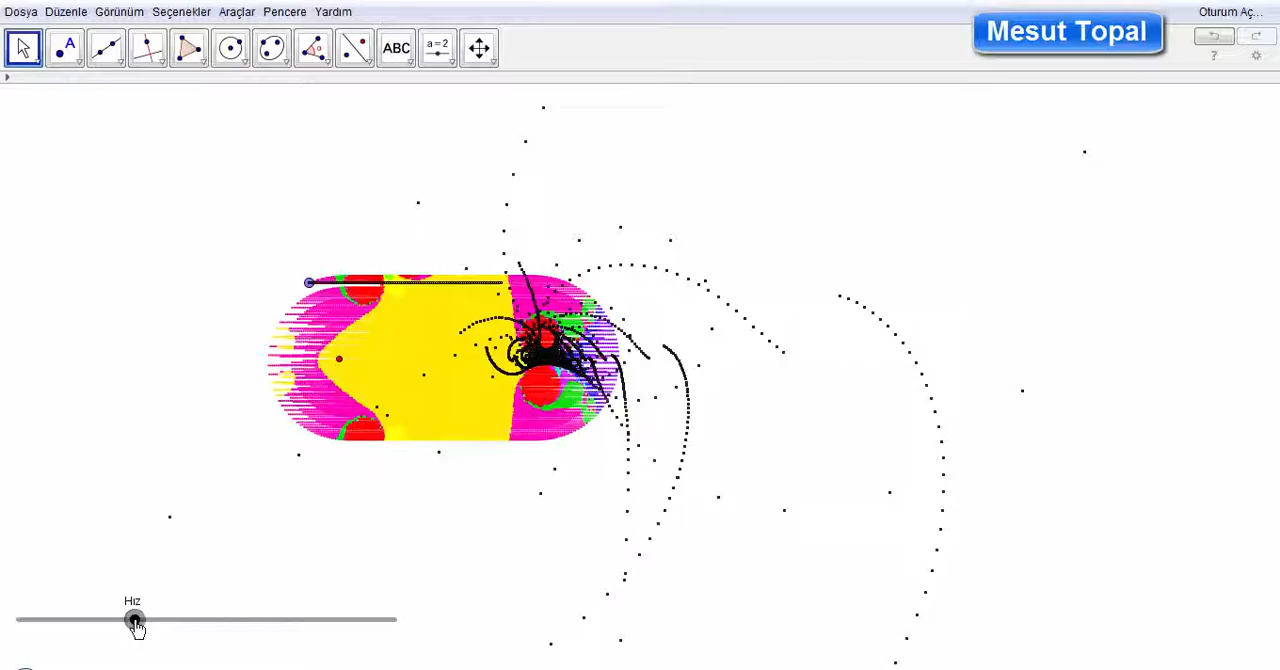 Dosya Düzenle Görünüm Seçenekler Araçlar Pencere Yardım
Oturum Aç...
Mesut Topal
A
ABC
a=2
?
Hız